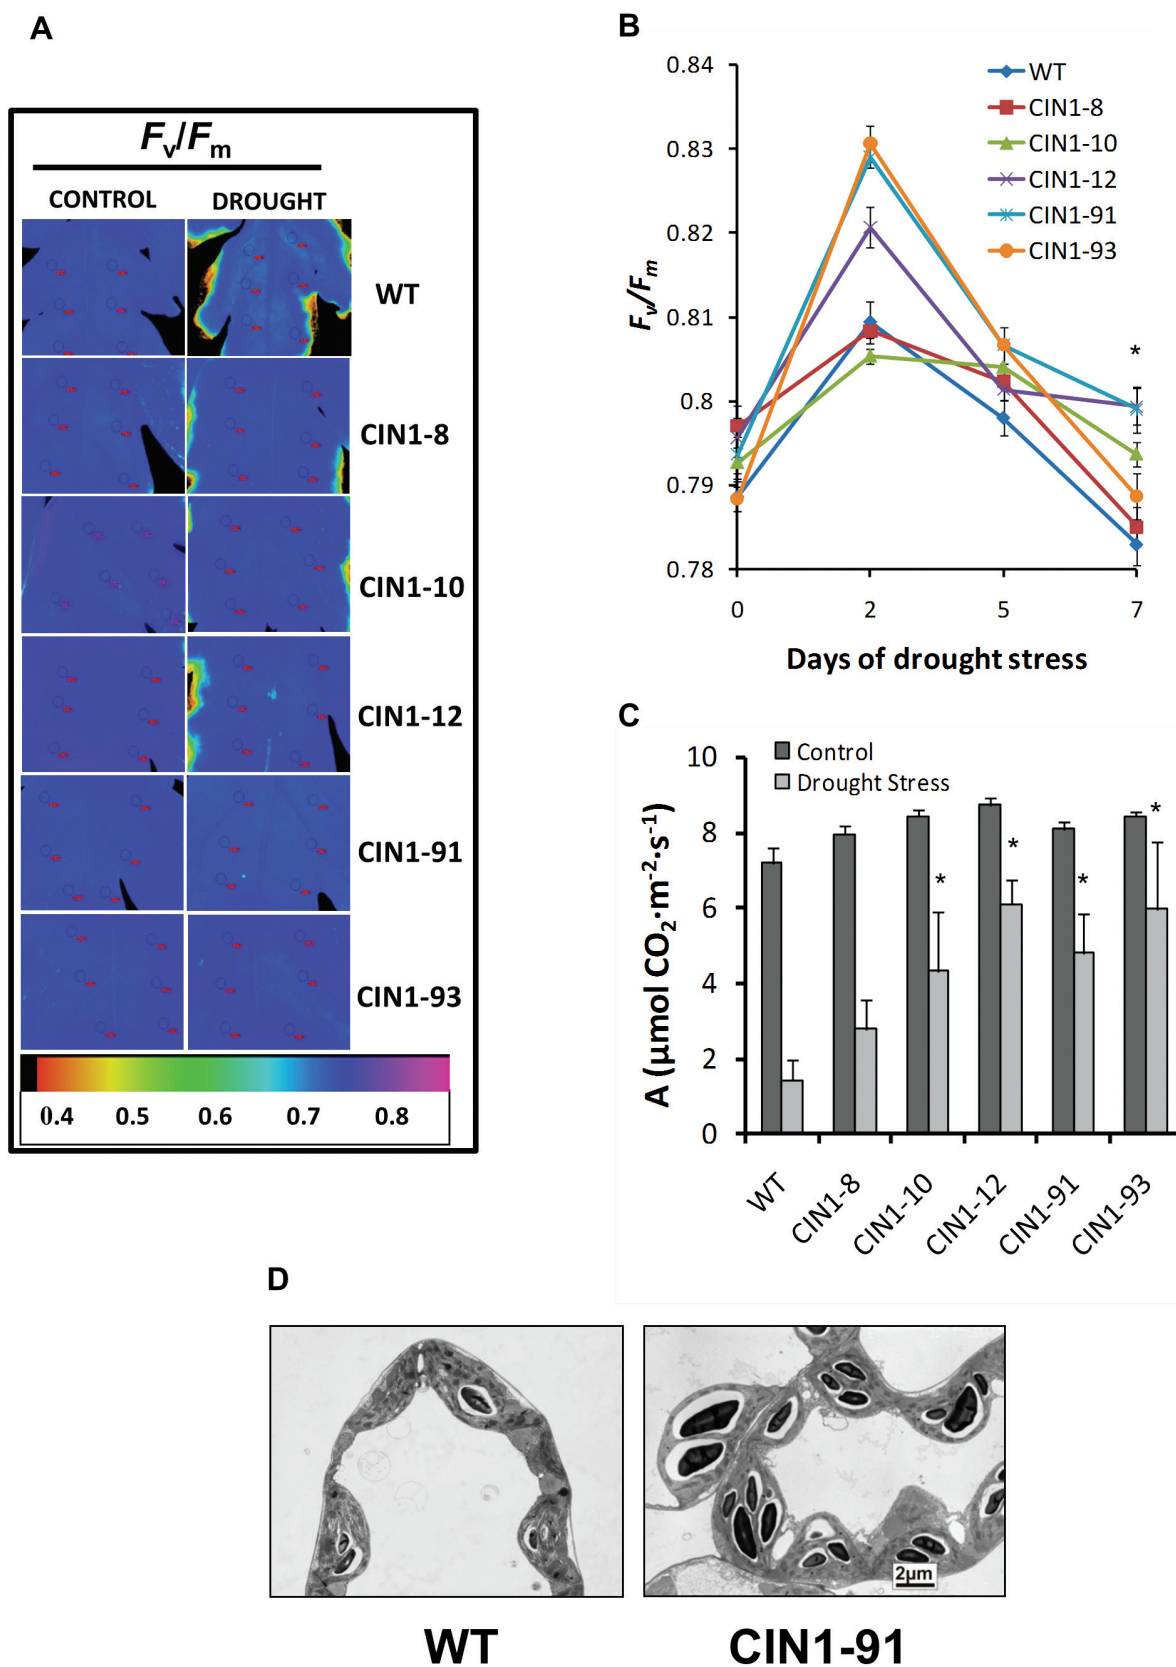 A
Fv/Fm
CONTROL DROUGHT
WT
CIN1-8
CIN1-10
CIN1-12
CIN1-91
CIN1-93
0.4 0.5 0.6 0.7 0.8
B
0.84
0.83
0.82
0.81
0.8
0.79
0.78
Fv/Fm
WT
CIN1-8
CIN1-10
CIN1-12
CIN1-91
CIN1-93
*
0 2 5 7
Days of drought stress
C
Control
Drought Stress
10
8
6
4
2
0
A (µmol CO₂·m⁻²·s⁻¹)
* * * *
WT CIN1-8 CIN1-10 CIN1-12 CIN1-91 CIN1-93
D
2µm
WT CIN1-91